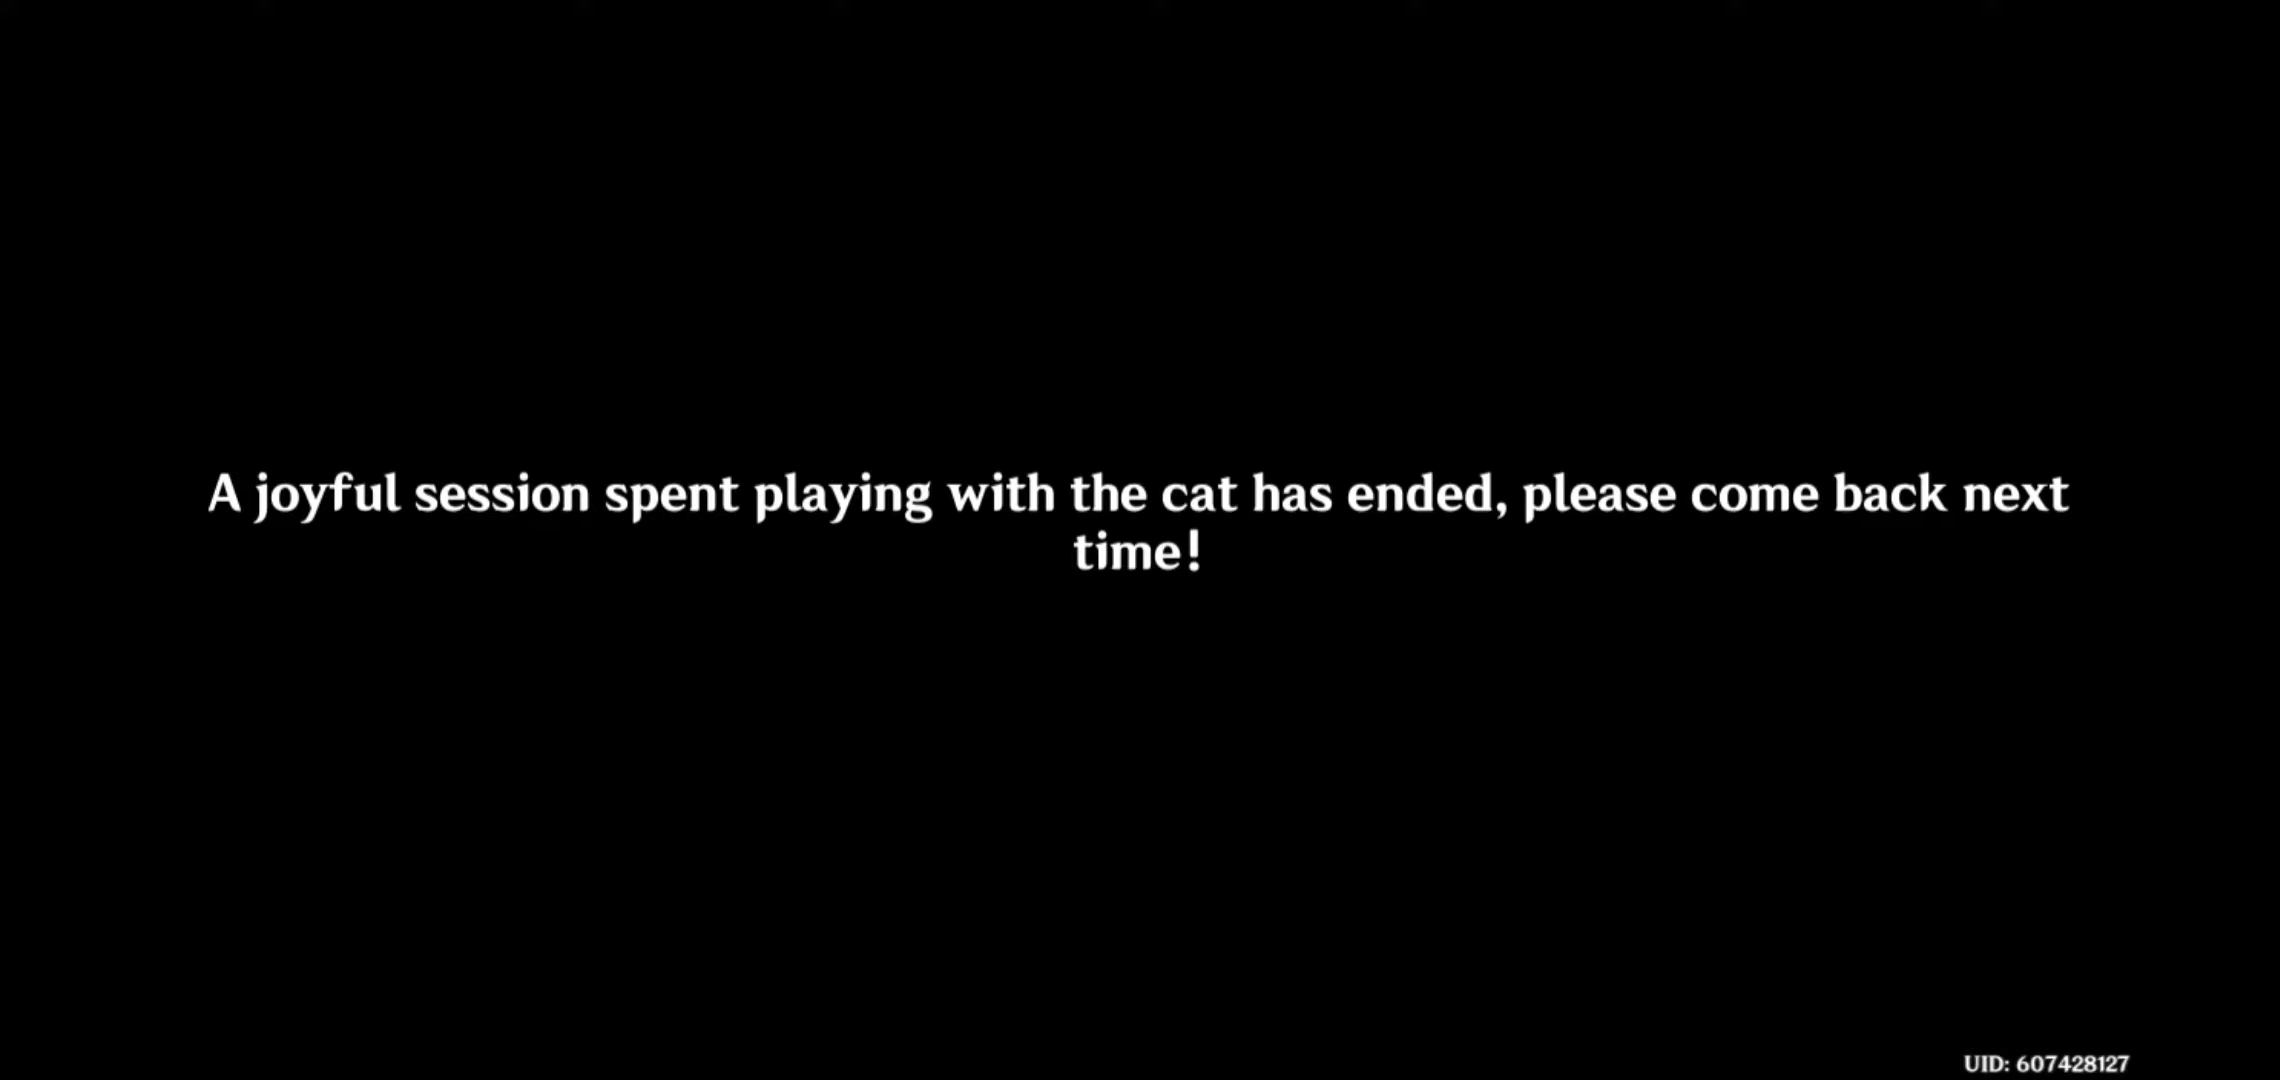 A joyful session spent playing with the cat has ended, please come back next
time!
UID: 607428127